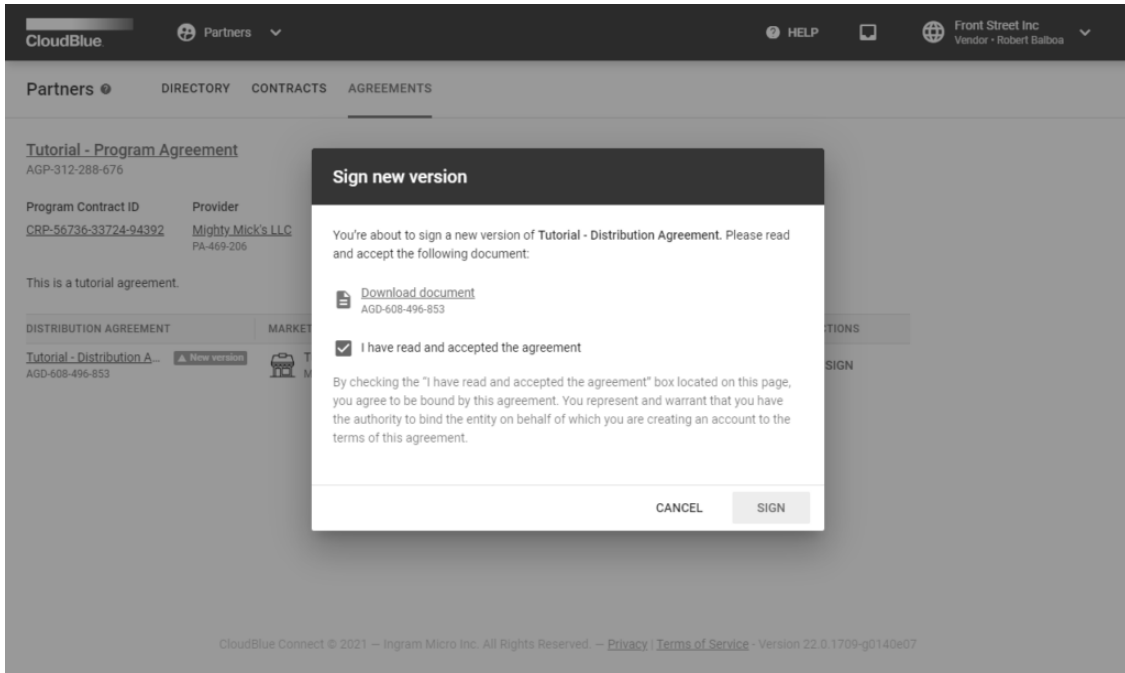 CloudBlue.
Partners
HELP
Front Street Inc
Vendor • Robert Balboa
Partners
DIRECTORY CONTRACTS AGREEMENTS
Tutorial - Program Agreement
AGP-312-288-676
Program Contract ID Provider
CRP-56736-33724-94392 Mighty Mick's LLC
PA-469-206
This is a tutorial agreement.
DISTRIBUTION AGREEMENT MARKET
TIONS
Tutorial - Distribution A... New version
AGD-608-496-853
T
M
SIGN
Sign new version
You're about to sign a new version of Tutorial - Distribution Agreement. Please read
and accept the following document:
Download document
AGD-608-496-853
I have read and accepted the agreement
By checking the "I have read and accepted the agreement" box located on this page,
you agree to be bound by this agreement. You represent and warrant that you have
the authority to bind the entity on behalf of which you are creating an account to the
terms of this agreement.
CANCEL SIGN
CloudBlue Connect © 2021 — Ingram Micro Inc. All Rights Reserved. — Privacy | Terms of Service - Version 22.0.1709-g0140e07